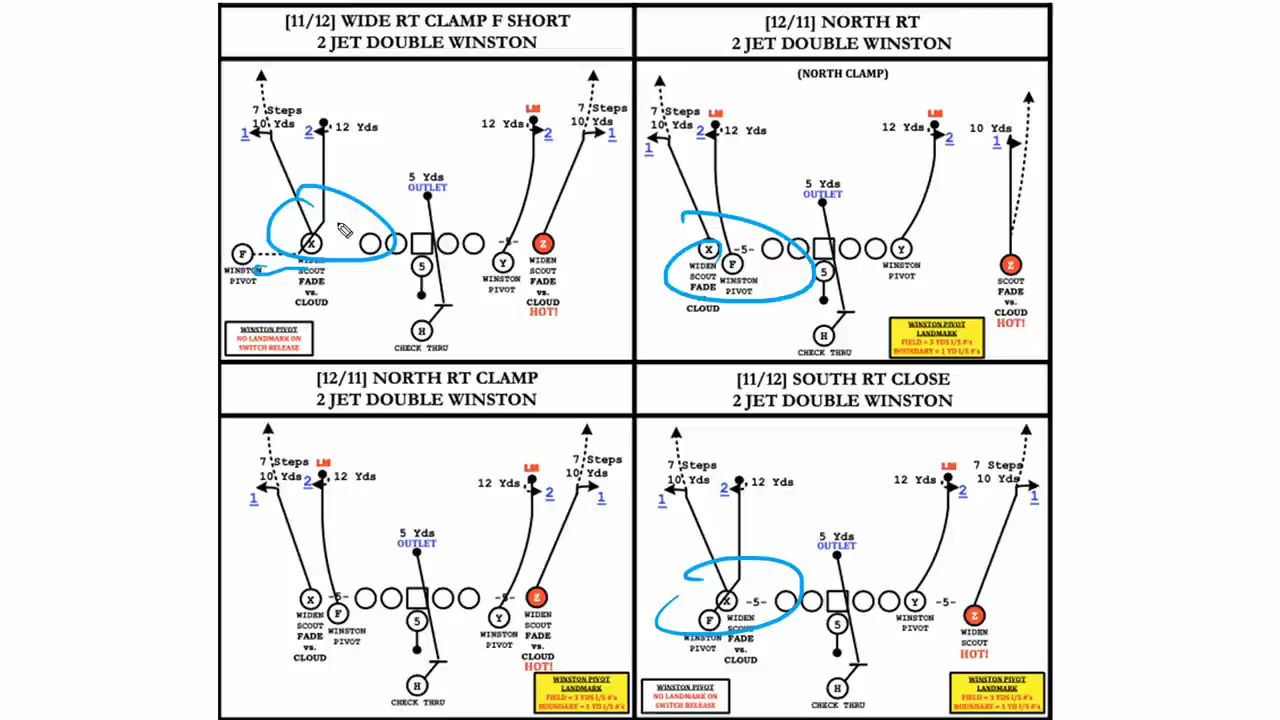 [11/12] WIDE RT CLAMP F SHORT
2 JET DOUBLE WINSTON
7 Steps
10 Yds
1
2
12 Yds
LM
12 Yds
2
7 Steps
10 Yds
1
5 Yds
OUTLET
F
X
-5-
Y
Z
5
H
WINSTON
PIVOT
WIDEN
SCOUT
FADE
vs.
CLOUD
WINSTON
PIVOT
WIDEN
SCOUT
FADE
vs.
CLOUD
HOT!
CHECK THRU
WINSTON PIVOT
NO LANDMARK ON
SWITCH RELEASE
[12/11] NORTH RT
2 JET DOUBLE WINSTON
(NORTH CLAMP)
7 Steps
10 Yds
1
LM
2
12 Yds
LM
12 Yds
2
10 Yds
1
5 Yds
OUTLET
X
-5-
F
Y
Z
5
H
WIDEN
SCOUT
FADE
CLOUD
WINSTON
PIVOT
WINSTON
PIVOT
SCOUT
FADE
vs.
CLOUD
HOT!
CHECK THRU
WINSTON PIVOT
LANDMARK
FIELD = 3 YDS I/S #'s
BOUNDARY = 1 YD I/S #'s
[12/11] NORTH RT CLAMP
2 JET DOUBLE WINSTON
7 Steps
10 Yds
1
LM
2
12 Yds
LM
12 Yds
2
7 Steps
10 Yds
1
5 Yds
OUTLET
X
-5-
F
-5-
Y
Z
5
H
WIDEN
SCOUT
FADE
vs.
CLOUD
WINSTON
PIVOT
WINSTON
PIVOT
WIDEN
SCOUT
FADE
vs.
CLOUD
HOT!
CHECK THRU
WINSTON PIVOT
LANDMARK
FIELD = 3 YDS I/S #'s
BOUNDARY = 1 YD I/S #'s
[11/12] SOUTH RT CLOSE
2 JET DOUBLE WINSTON
7 Steps
10 Yds
1
2
12 Yds
LM
12 Yds
2
7 Steps
10 Yds
1
5 Yds
OUTLET
X
F
-5-
Y
-5-
Z
5
H
WINSTON
PIVOT
WIDEN
SCOUT
FADE
vs.
CLOUD
WINSTON
PIVOT
WIDEN
SCOUT
HOT!
CHECK THRU
WINSTON PIVOT
NO LANDMARK ON
SWITCH RELEASE
WINSTON PIVOT
LANDMARK
FIELD = 3 YDS I/S #'s
BOUNDARY = 1 YD I/S #'s